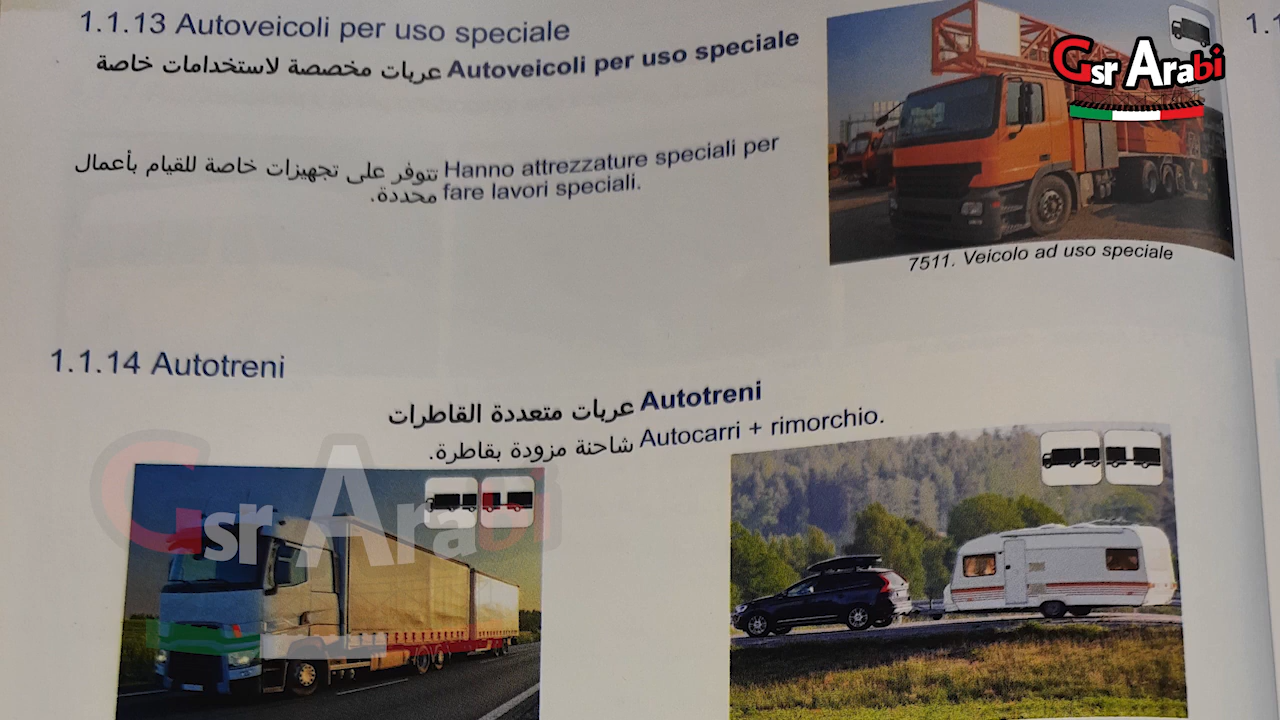 1.1.13 Autoveicoli per uso speciale
Autoveicoli per uso speciale عربات مخصصة لاستخدامات خاصة
Hanno attrezzature speciali per تتوفر على تجهيزات خاصة للقيام بأعمال
fare lavori speciali. محددة.
Gsr Arabi
7511. Veicolo ad uso speciale
1.1.14 Autotreni
Autotreni عربات متعددة القاطرات
Autocarri + rimorchio. شاحنة مزودة بقاطرة.
Gsr Arabi